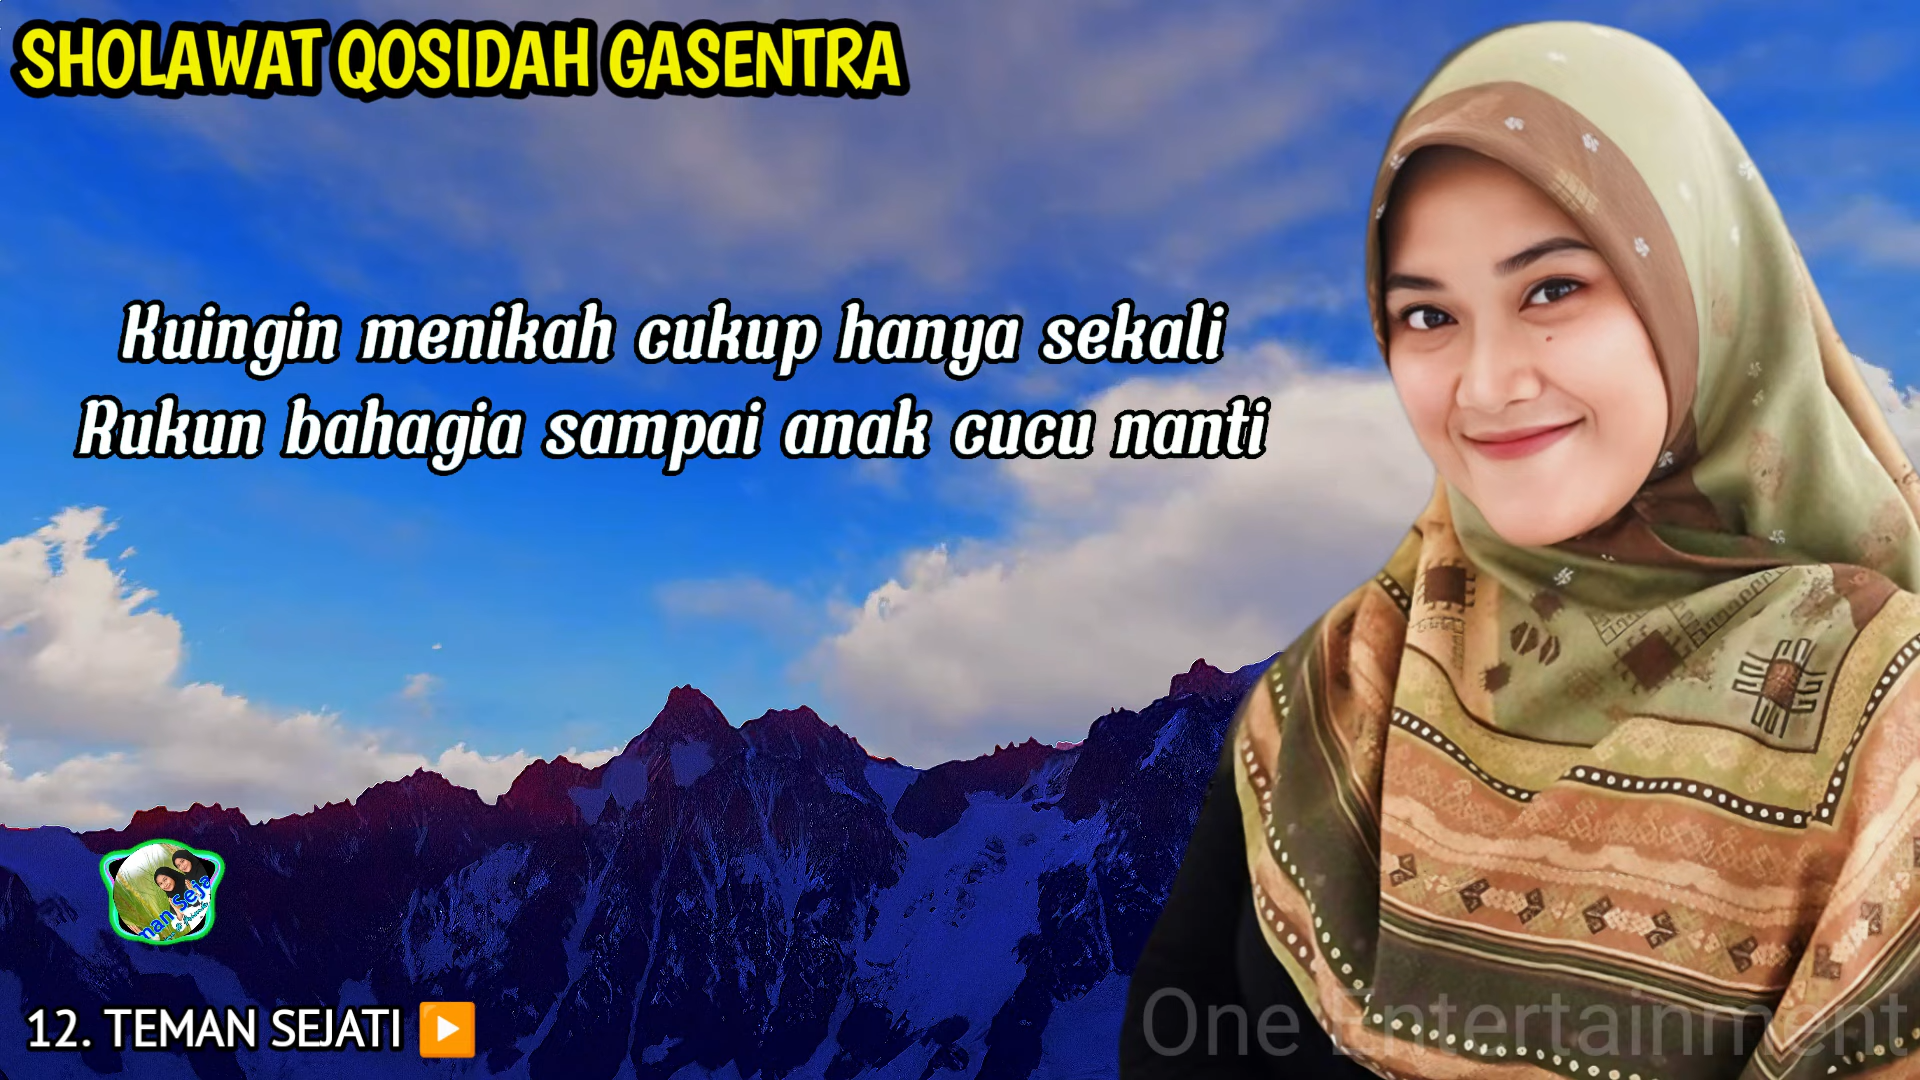 SHOLAWAT QOSIDAH GASENTRA
Kuingin menikah cukup hanya sekali
Rukun bahagia sampai anak cucu nanti
12. TEMAN SEJATI
One Entertainment